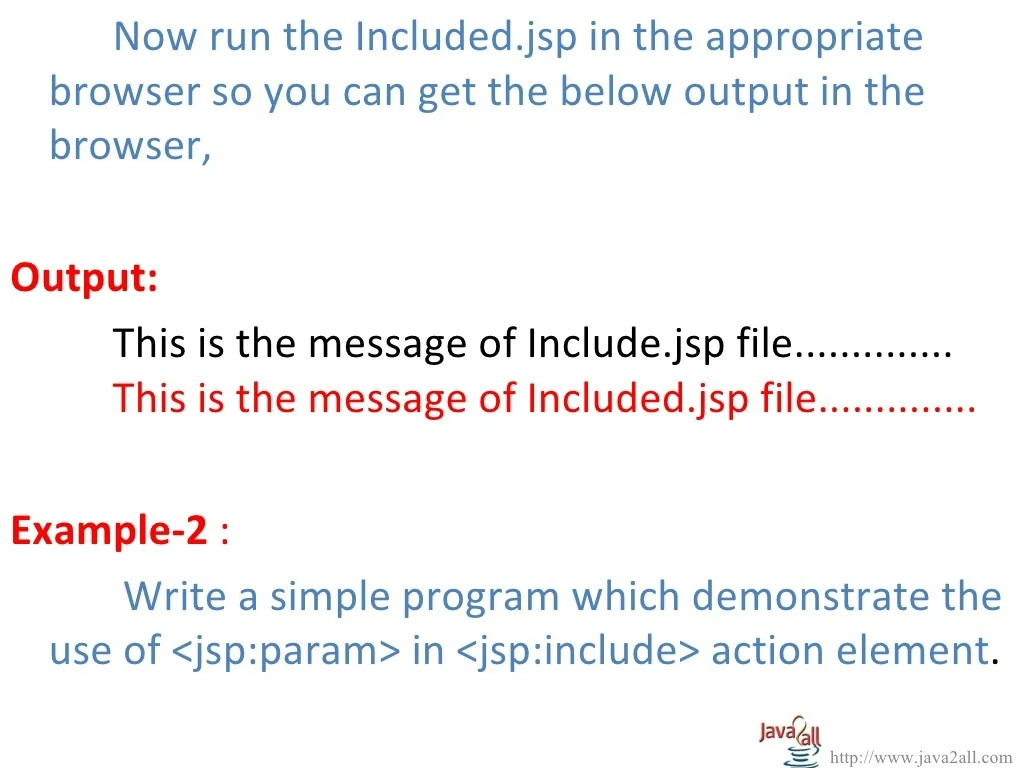 Now run the Included.jsp in the appropriate
browser so you can get the below output in the
browser,
Output:
This is the message of Include.jsp file..............
This is the message of Included.jsp file..............
Example-2 :
Write a simple program which demonstrate the
use of <jsp:param> in <jsp:include> action element.
Java2all
http://www.java2all.com